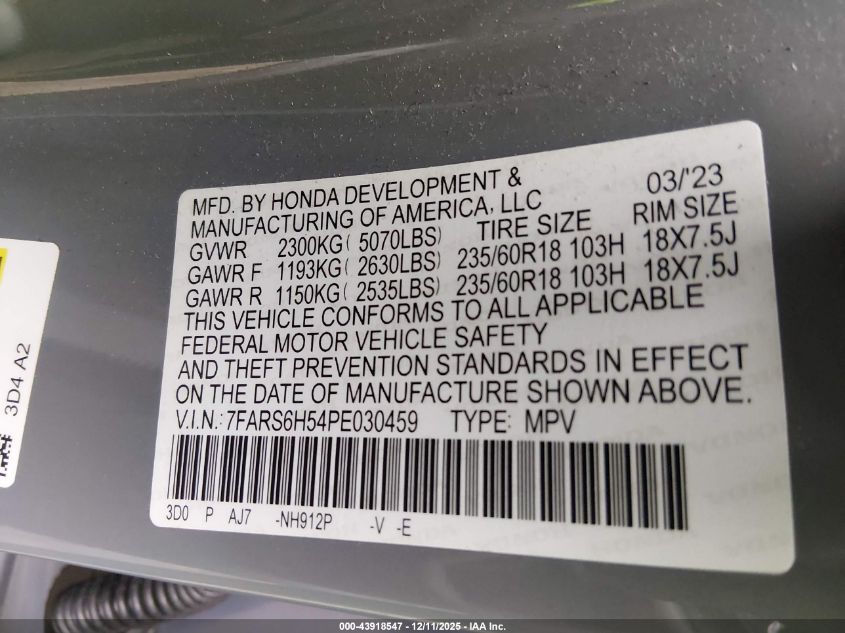 MFD. BY HONDA DEVELOPMENT & 03/'23
MANUFACTURING OF AMERICA, LLC
TIRE SIZE RIM SIZE
GVWR 2300KG( 5070LBS)
GAWR F 1193KG( 2630LBS) 235/60R18 103H 18X7.5J
GAWR R 1150KG( 2535LBS) 235/60R18 103H 18X7.5J
THIS VEHICLE CONFORMS TO ALL APPLICABLE
FEDERAL MOTOR VEHICLE SAFETY
AND THEFT PREVENTION STANDARDS IN EFFECT
ON THE DATE OF MANUFACTURE SHOWN ABOVE.
V.I.N.: 7FARS6H54PE030459 TYPE: MPV
3D0 P AJ7 -NH912P -V -E
3D4 A2
000-43918547 - 12/11/2025 - IAA Inc.